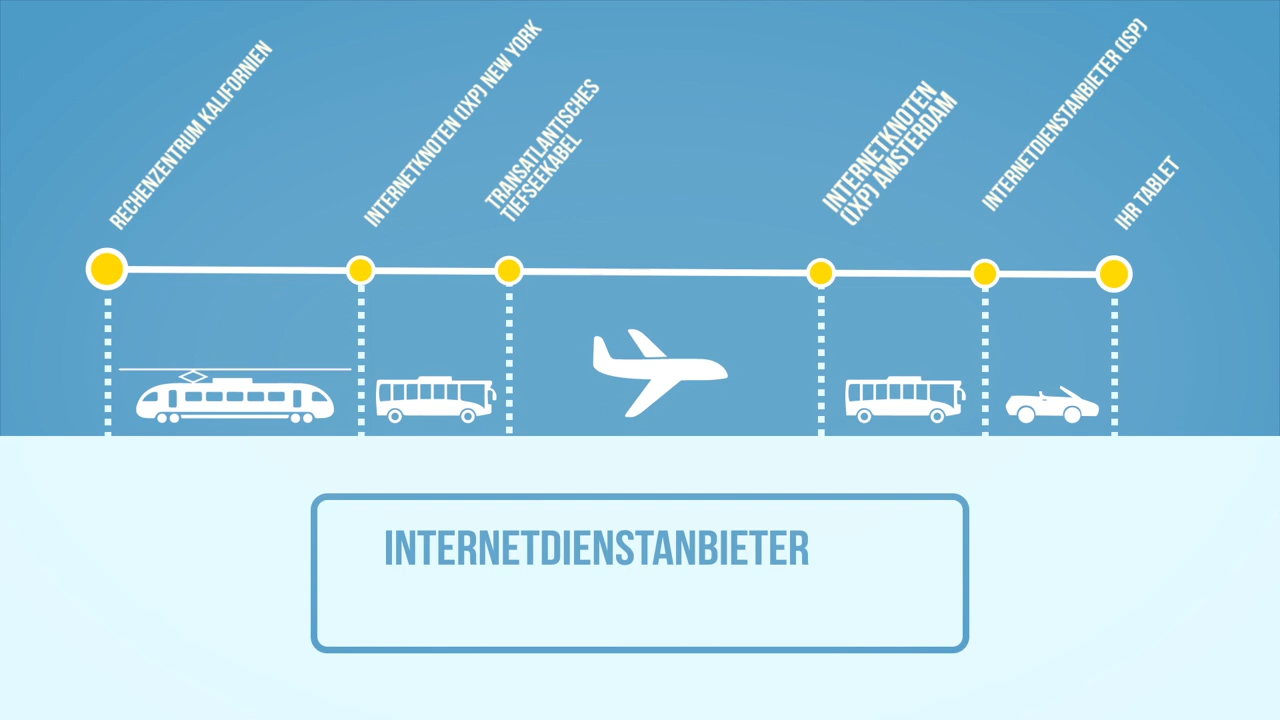 RECHENZENTRUM KALIFORNIEN
INTERNETKNOTEN (IXP) NEW YORK
TRANSATLANTISCHES
TIEFSEEKABEL
INTERNETKNOTEN
(IXP) AMSTERDAM
INTERNETDIENSTANBIETER (ISP)
IHR TABLET
INTERNETDIENSTANBIETER